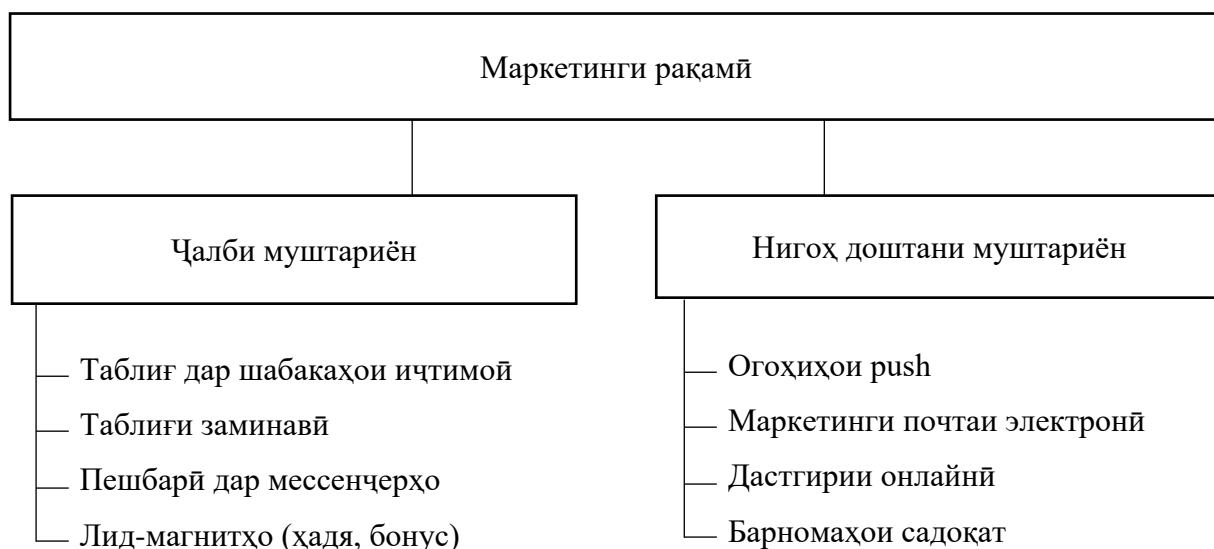 Маркетинги рақамӣ
Ҷалби муштариён
Таблиғ дар шабакаҳои иҷтимоӣ
Таблиғи заминавӣ
Пешбарӣ дар мессенҷерҳо
Лид-магнитҳо (ҳадя, бонус)
Нигоҳ доштани муштариён
Огоҳиҳои push
Маркетинги почтаи электронӣ
Дастгирии онлайнӣ
Барномаҳои садоқат